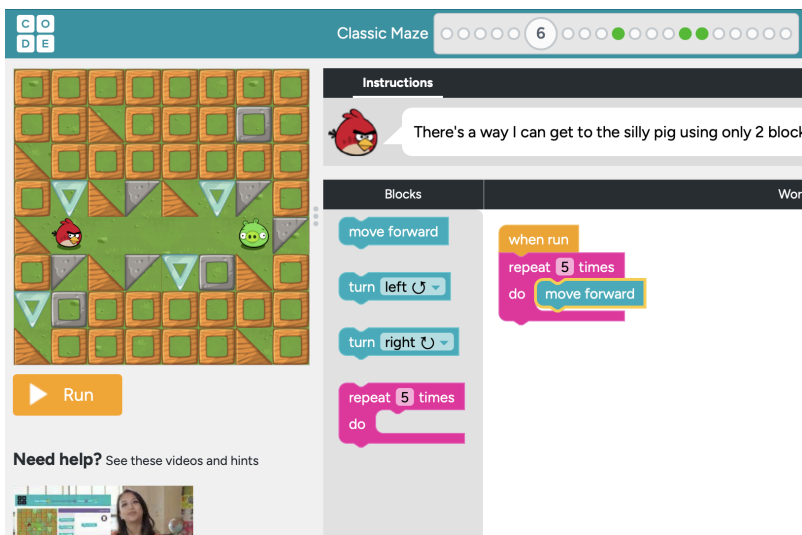 C O
D E
Classic Maze
6
Instructions
There's a way I can get to the silly pig using only 2
Blocks
move forward
turn left
turn right
repeat 5 times
do
when run
repeat 5 times
do move forward
Run
Need help? See these videos and hints